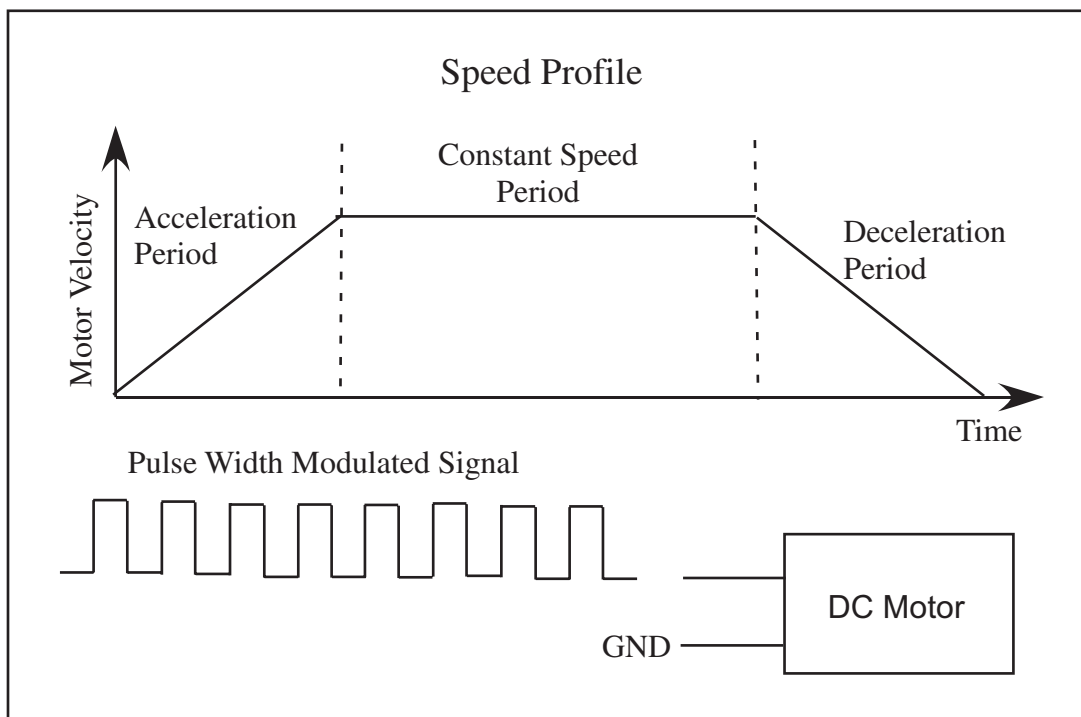 Speed Profile
Constant Speed
Period
Acceleration
Period
Deceleration
Period
Motor Velocity
Time
Pulse Width Modulated Signal
DC Motor
GND